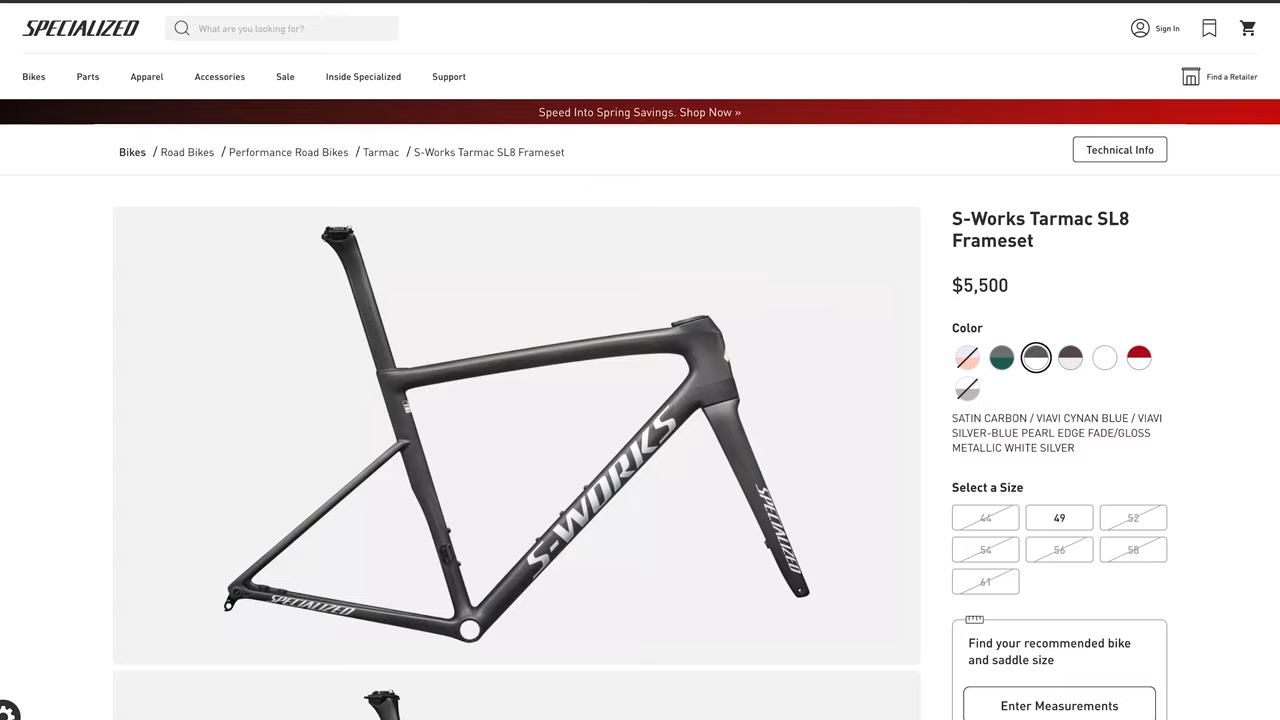 SPECIALIZED
What are you looking for?
Sign In
Bikes
Parts
Apparel
Accessories
Sale
Inside Specialized
Support
Find a Retailer
Speed Into Spring Savings. Shop Now »
Bikes / Road Bikes / Performance Road Bikes / Tarmac / S-Works Tarmac SL8 Frameset
Technical Info
S-WORKS
SPECIALIZED
SPECIALIZED
S-Works Tarmac SL8
Frameset
$5,500
Color
SATIN CARBON / VIAVI CYNAN BLUE / VIAVI
SILVER-BLUE PEARL EDGE FADE/GLOSS
METALLIC WHITE SILVER
Select a Size
44
49
52
54
56
58
61
Find your recommended bike
and saddle size
Enter Measurements